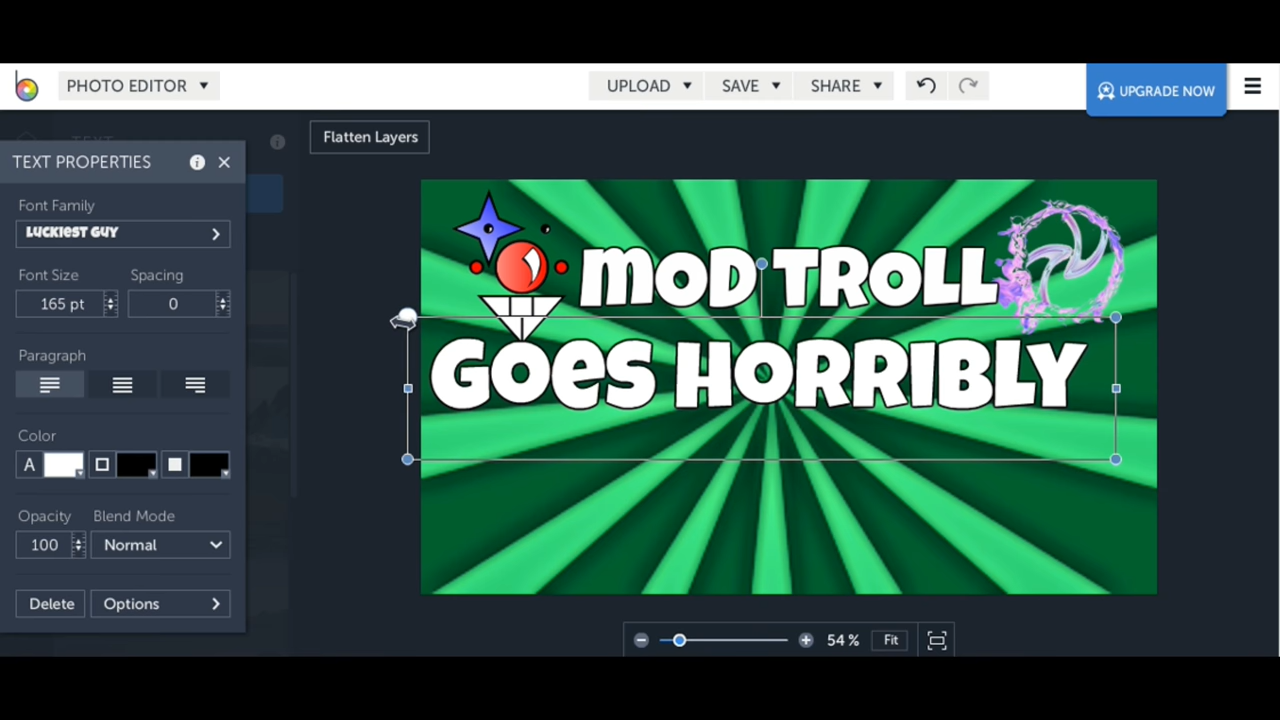 PHOTO EDITOR
UPLOAD
SAVE
SHARE
UPGRADE NOW
TEXT
Flatten Layers
TEXT PROPERTIES
Font Family
LUCKIEST GUY
Font Size
Spacing
165 pt
0
Paragraph
Color
A
Opacity
Blend Mode
100
Normal
Delete
Options
MOD TROLL
GOES HORRIBLY
54 %
Fit